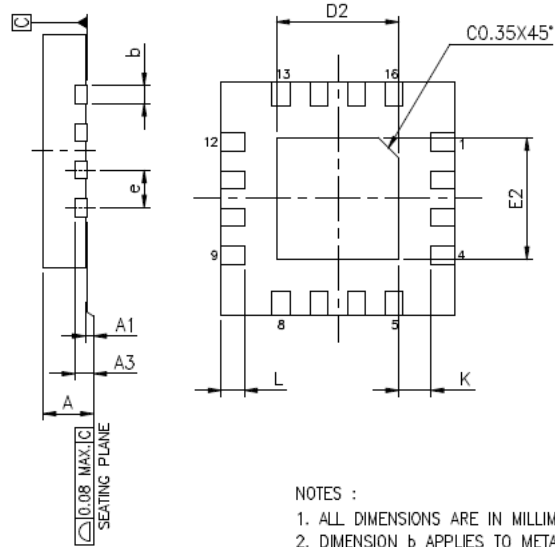 C
D2
C0.35X45°
b
13
16
12
1
e
E2
9
4
8
5
A1
A3
L
K
A
0.08 MAX. C
SEATING PLANE
NOTES :
1. ALL DIMENSIONS ARE IN MILLIM
2. DIMENSION b APPLIES TO META